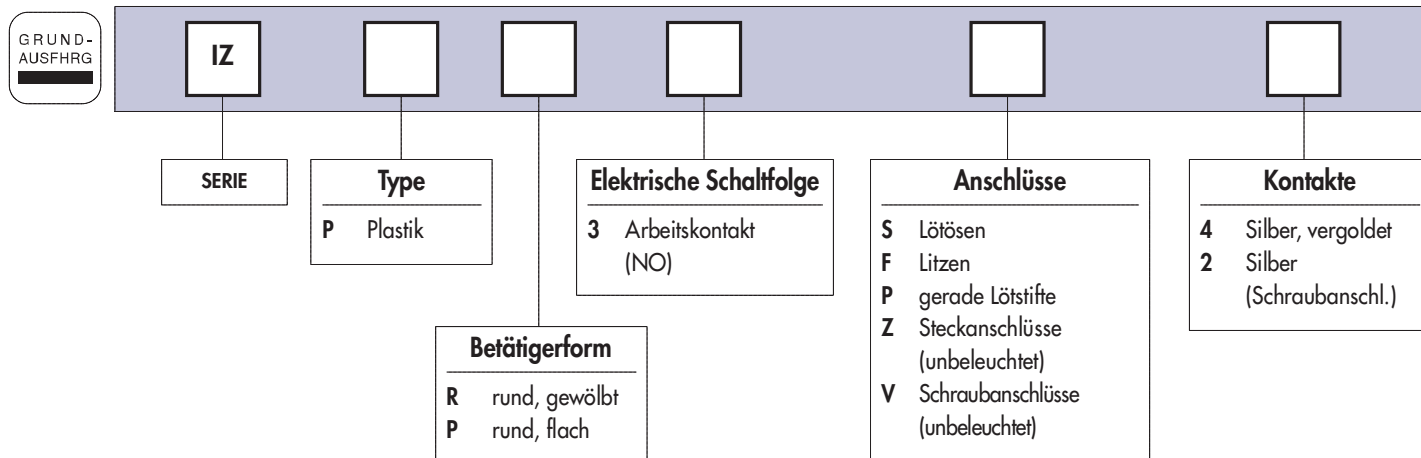 GRUND-
AUSFHRG
IZ
SERIE
Type
P Plastik
Betätigerform
R rund, gewölbt
P rund, flach
Elektrische Schaltfolge
3 Arbeitskontakt
(NO)
Anschlüsse
S Lötösen
F Litzen
P gerade Lötstifte
Z Steckanschlüsse
(unbeleuchtet)
V Schraubanschlüsse
(unbeleuchtet)
Kontakte
4 Silber, vergoldet
2 Silber
(Schraubanschl.)